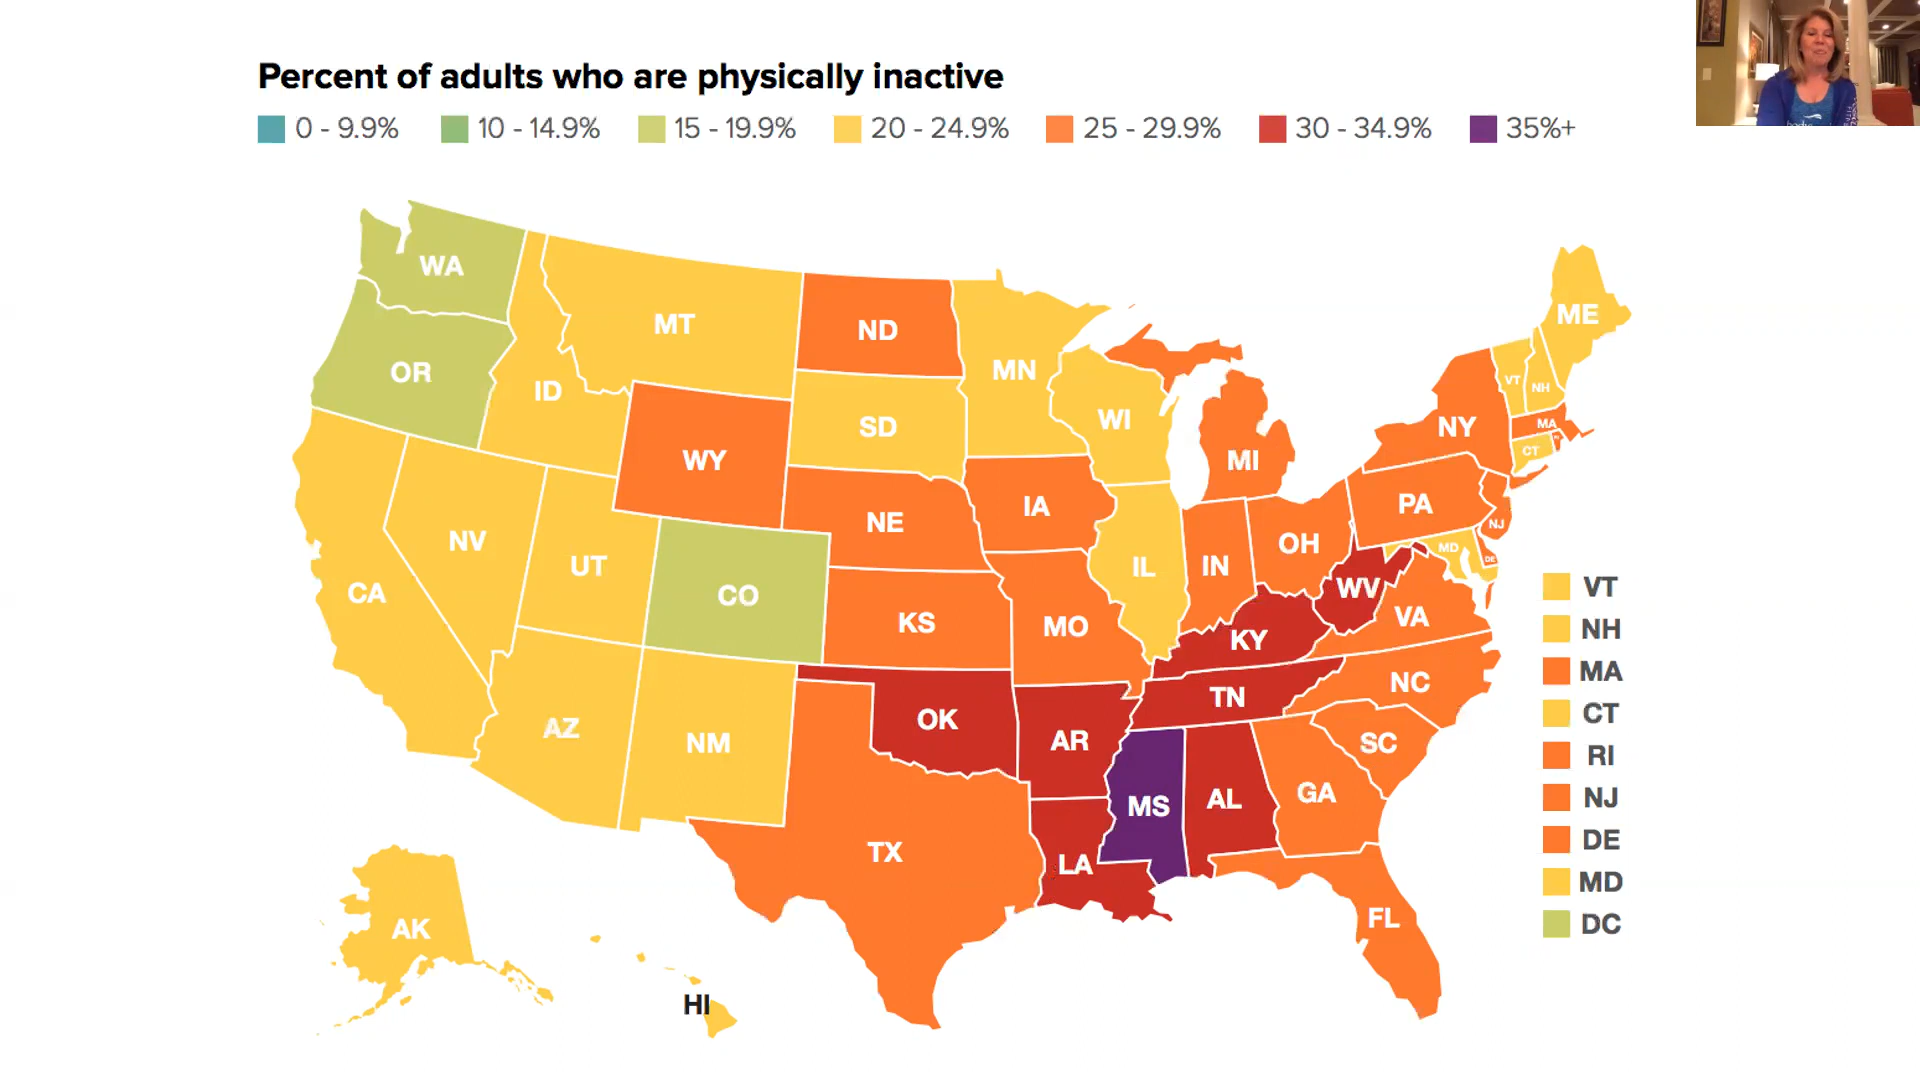 Percent of adults who are physically inactive
0 - 9.9%
10 - 14.9%
15 - 19.9%
20 - 24.9%
25 - 29.9%
30 - 34.9%
35%+
WA
OR
ID
MT
ND
MN
SD
WI
WY
MI
NY
VT
NH
ME
MA
CT
CA
NV
UT
CO
NE
IA
IL
IN
OH
PA
NJ
MD
DE
KS
MO
KY
WV
VA
AZ
NM
OK
AR
TN
NC
TX
LA
MS
AL
GA
SC
FL
AK
HI
VT
NH
MA
CT
RI
NJ
DE
MD
DC